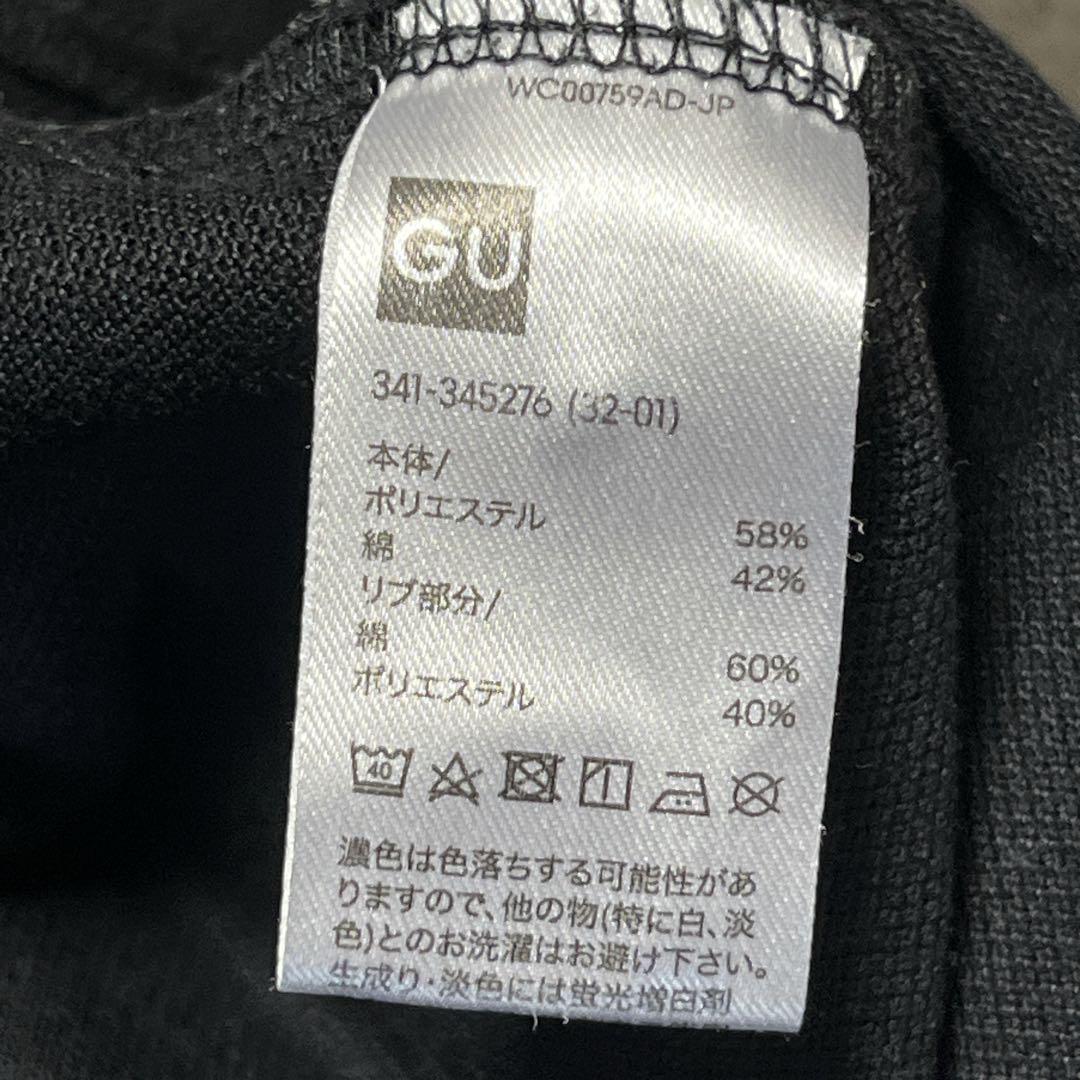 WC00759AD-JP
GU
341-345276 (32-01)
本体/
ポリエステル 58%
綿 42%
リブ部分/
綿 60%
ポリエステル 40%
40
濃色は色落ちする可能性があ
りますので、他の物(特に白、淡
色)とのお洗濯はお避け下さい。
生成り・淡色には蛍光増白剤